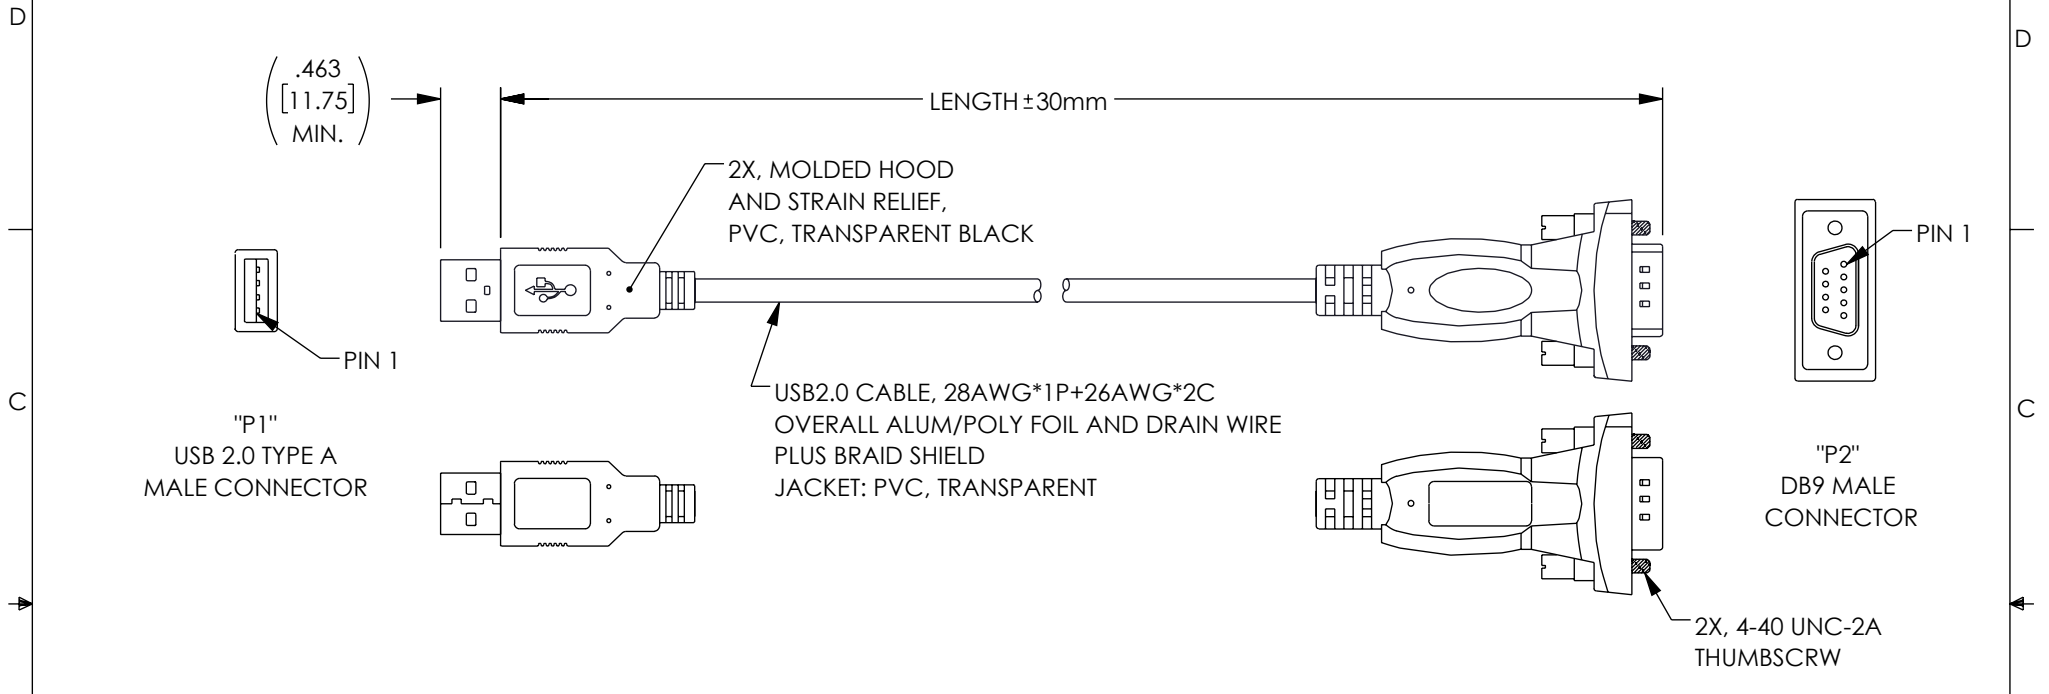 D
D
.463
[11.75]
MIN.
LENGTH ±30mm
2X, MOLDED HOOD
AND STRAIN RELIEF,
PVC, TRANSPARENT BLACK
PIN 1
PIN 1
USB2.0 CABLE, 28AWG*1P+26AWG*2C
OVERALL ALUM/POLY FOIL AND DRAIN WIRE
PLUS BRAID SHIELD
JACKET: PVC, TRANSPARENT
C
C
"P1"
USB 2.0 TYPE A
MALE CONNECTOR
"P2"
DB9 MALE
CONNECTOR
2X, 4-40 UNC-2A
THUMBSCRW